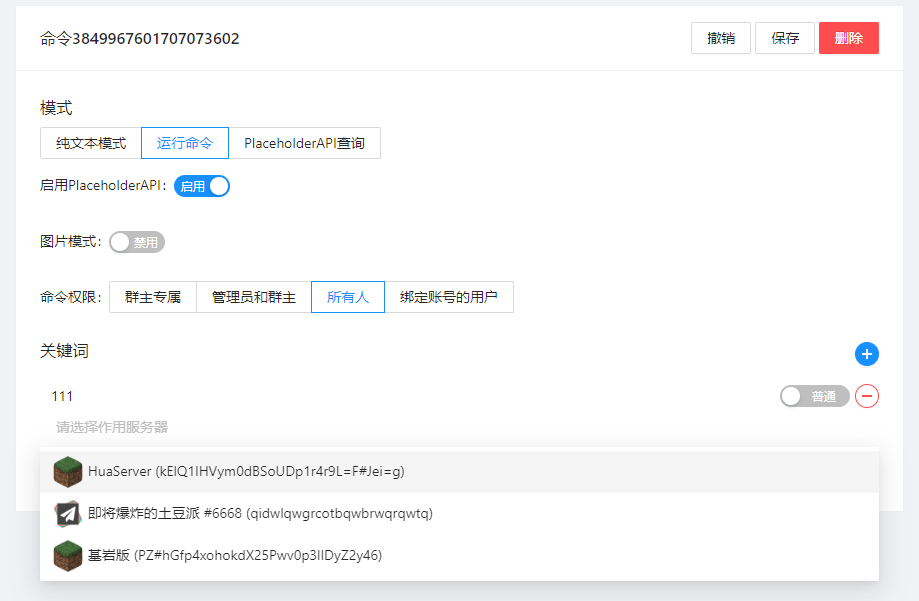 命令3849967601707073602
撤销 保存 删除
模式
纯文本模式 运行命令 PlaceholderAPI查询
启用PlaceholderAPI: 启用
图片模式: 禁用
命令权限: 群主专属 管理员和群主 所有人 绑定账号的用户
关键词
111 普通
请选择作用服务器
HuaServer (kElQ1IHVym0dBSoUDp1r4r9L=F#Jei=g)
即将爆炸的土豆派 #6668 (qidwlqwgrcotbqwbrwqrqwtq)
基岩版 (PZ#hGfp4xohokdX25Pwv0p3IIDyZ2y46)